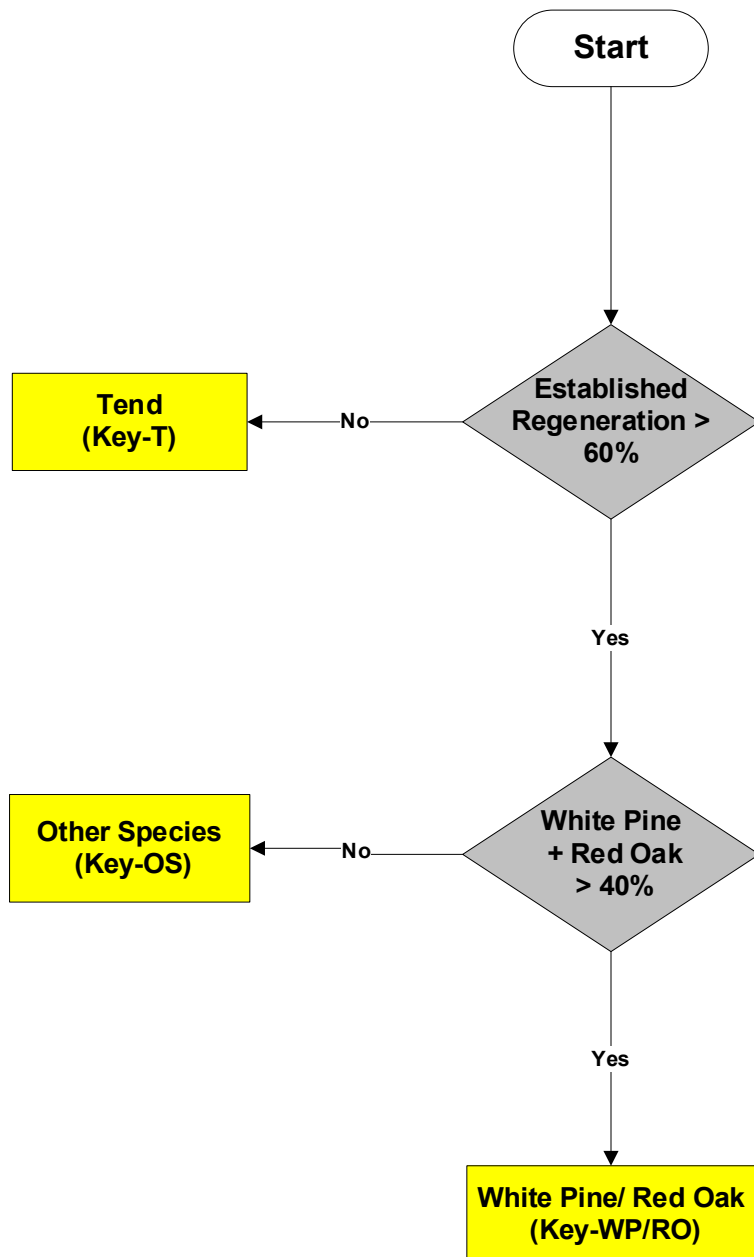 Start
Established
Regeneration >
60%
No
Tend
(Key-T)
Yes
White Pine
+ Red Oak
> 40%
No
Other Species
(Key-OS)
Yes
White Pine/ Red Oak
(Key-WP/RO)